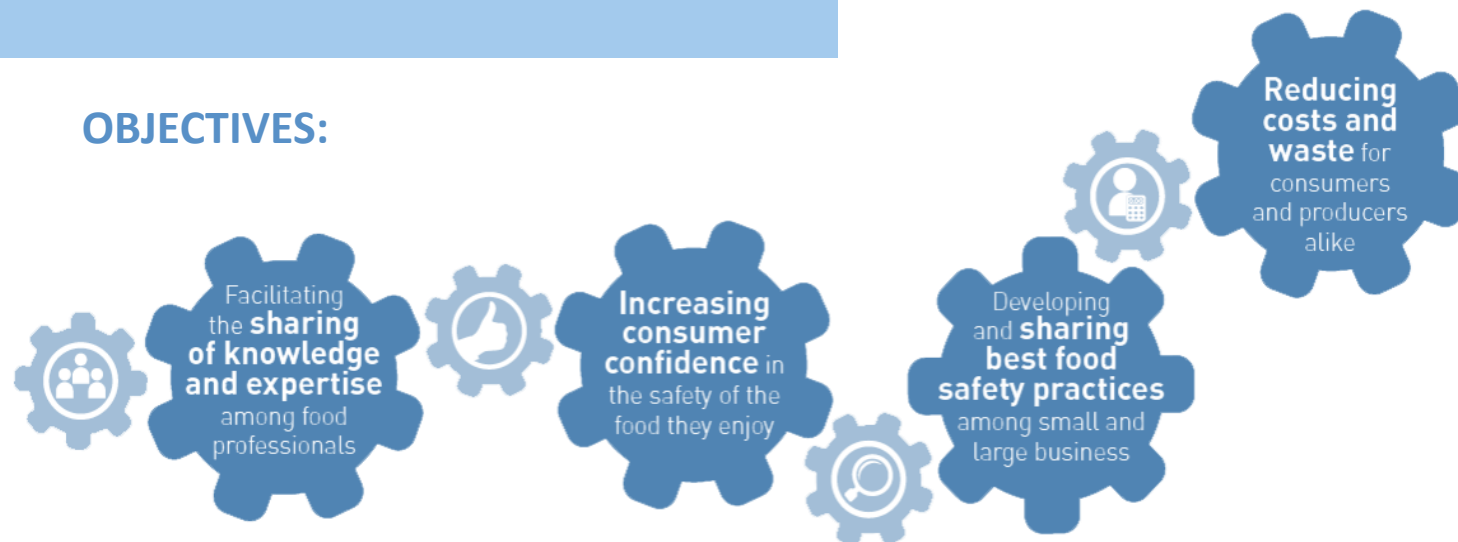 OBJECTIVES:
Facilitating
the sharing
of knowledge
and expertise
among food
professionals
Increasing
consumer
confidence in
the safety of the
food they enjoy
Developing
and sharing
best food
safety practices
among small and
large business
Reducing
costs and
waste for
consumers
and producers
alike